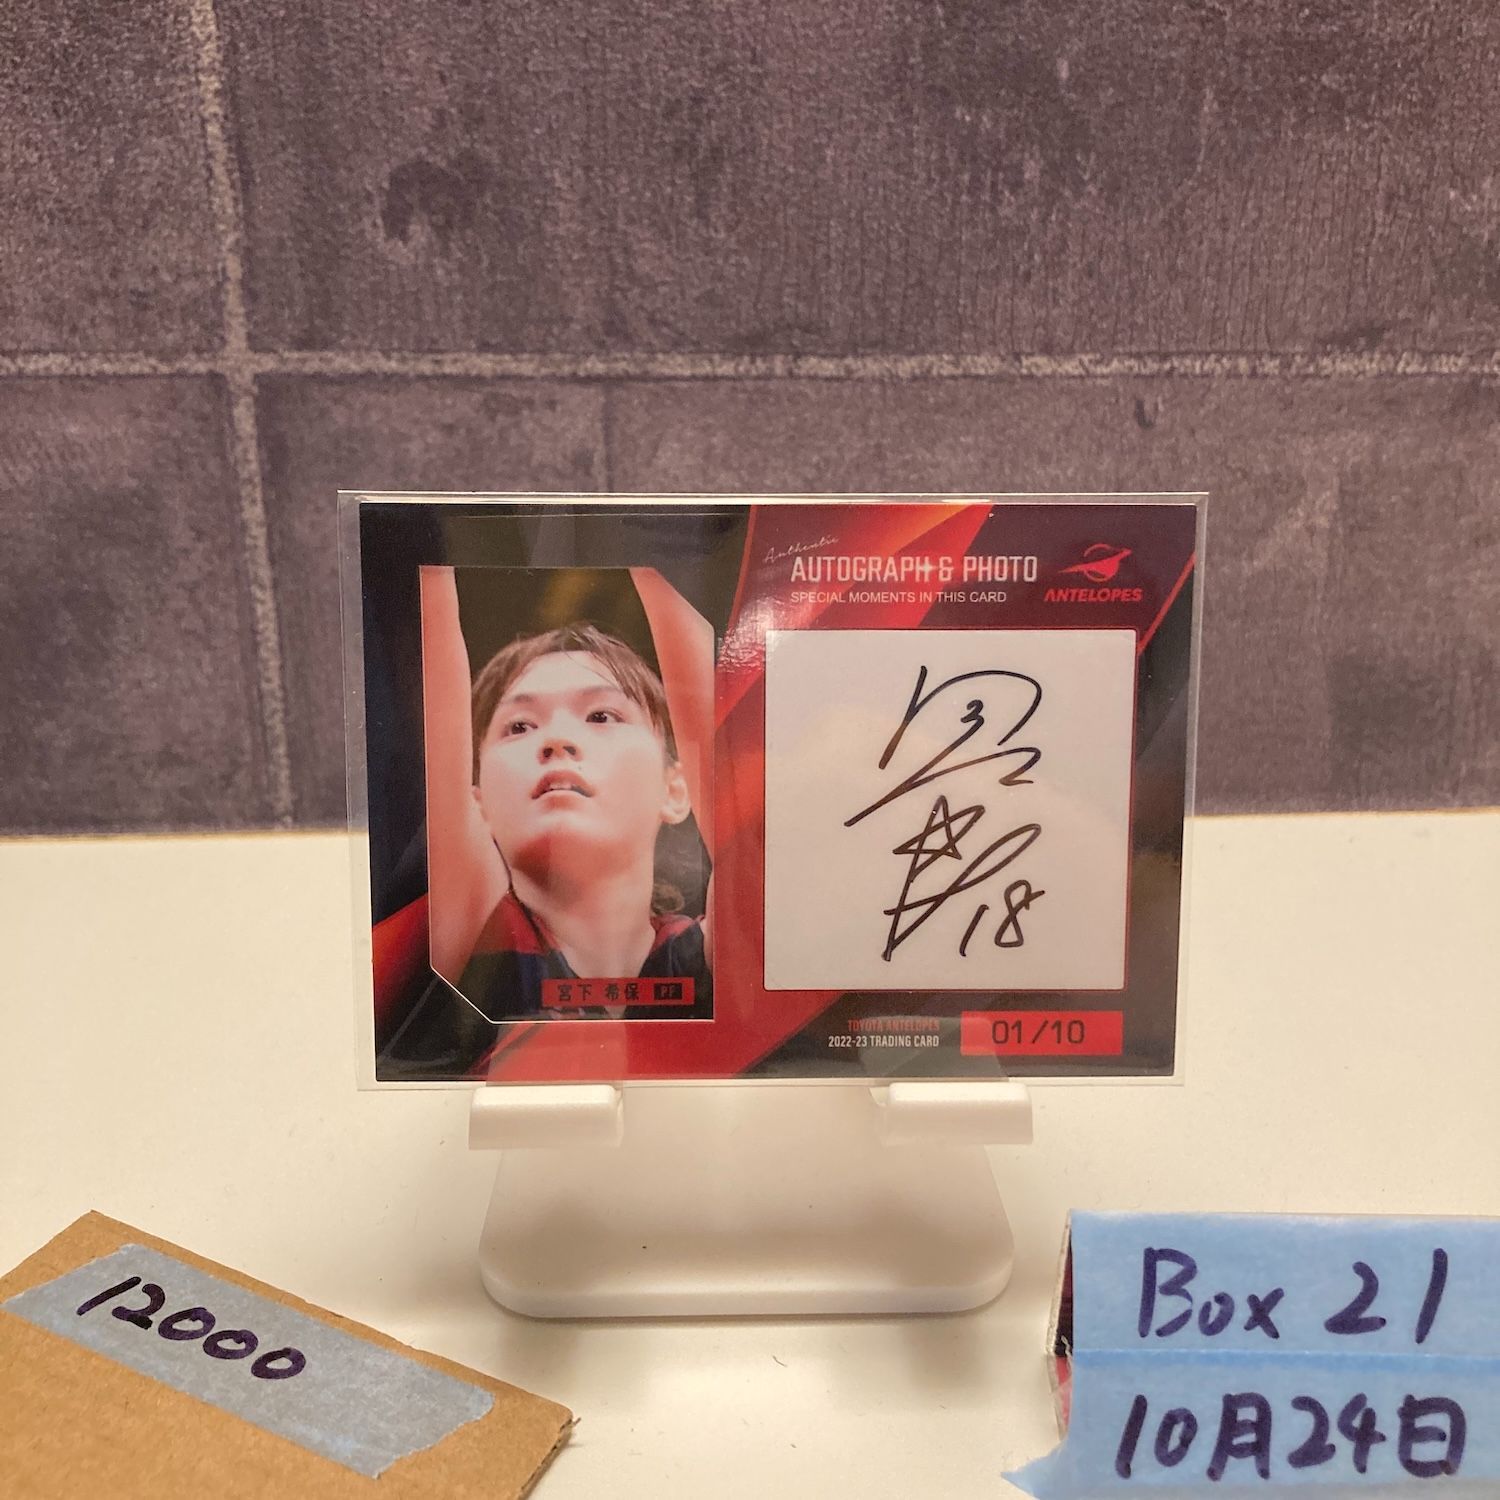 Authentic
AUTOGRAPH & PHOTO
SPECIAL MOMENTS IN THIS CARD
ANTELOPES
18
宮下 希保 PF
TOYOTA ANTELOPES
2022-23 TRADING CARD
01/10
12000
Box 21
10月24日